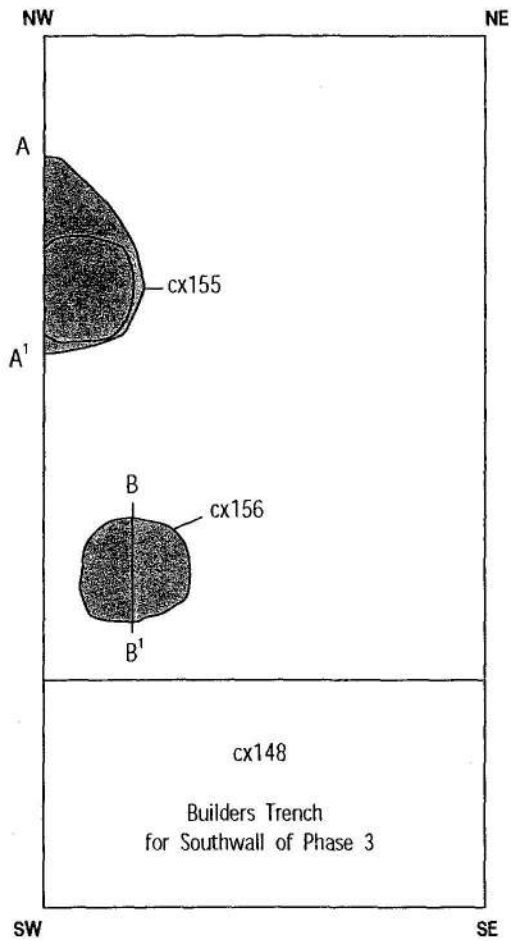 NW NE
A
cx155
A¹
B
cx156
B¹
cx148
Builders Trench
for Southwall of Phase 3
SW SE